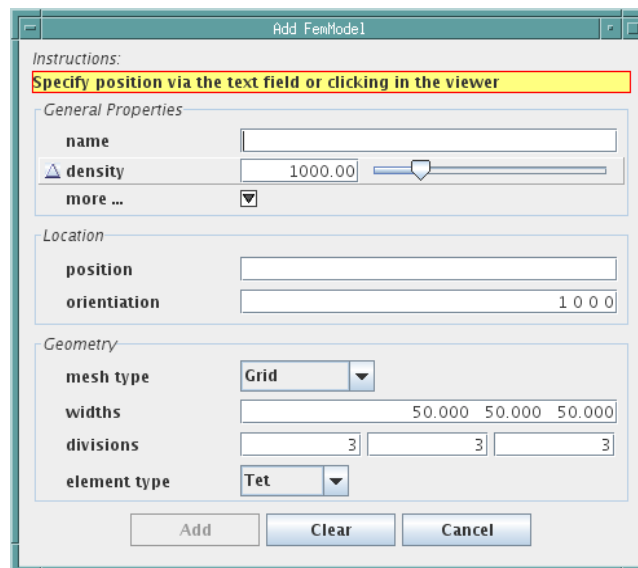 Add FemModel
Instructions:
Specify position via the text field or clicking in the viewer
General Properties
name
density 1000.00
more ...
Location
position
orientiation 1 0 0 0
Geometry
mesh type Grid
widths 50.000 50.000 50.000
divisions 3 3 3
element type Tet
Add Clear Cancel